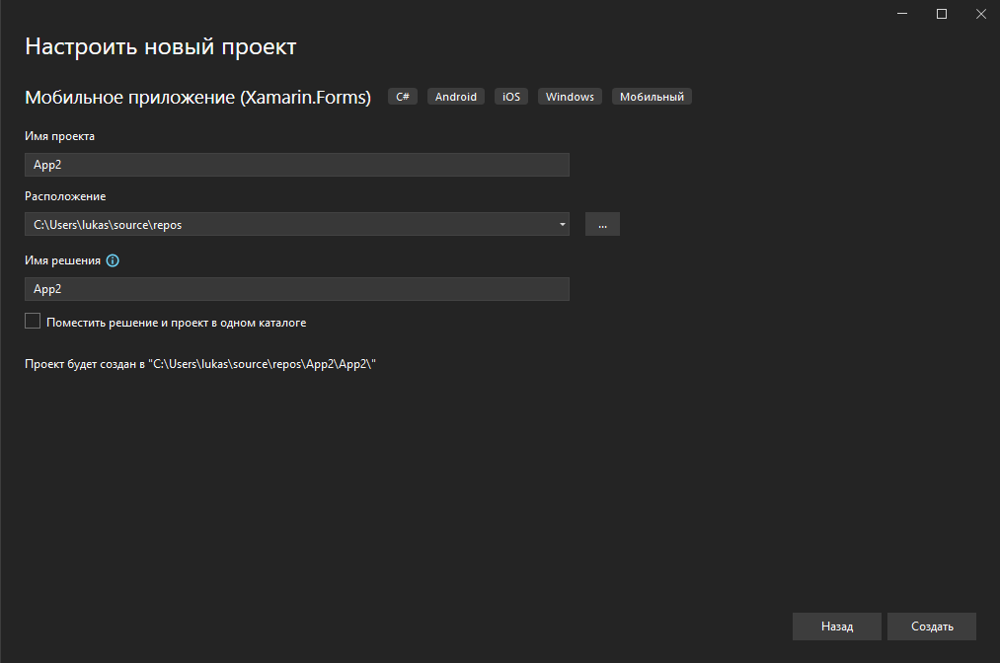 Настроить новый проект
Мобильное приложение (Xamarin.Forms) C# Android iOS Windows Мобильный
Имя проекта
App2
Расположение
C:\Users\lukas\source\repos
...
Имя решения
App2
Поместить решение и проект в одном каталоге
Проект будет создан в "C:\Users\lukas\source\repos\App2\App2\"
Назад Создать